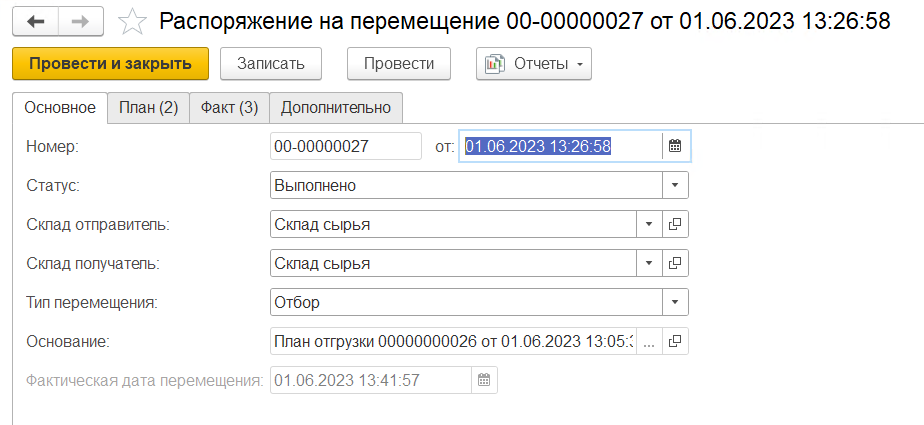 Распоряжение на перемещение 00-00000027 от 01.06.2023 13:26:58
Провести и закрыть Записать Провести Отчеты
Основное План (2) Факт (3) Дополнительно
Номер: 00-00000027 от: 01.06.2023 13:26:58
Статус: Выполнено
Склад отправитель: Склад сырья
Склад получатель: Склад сырья
Тип перемещения: Отбор
Основание: План отгрузки 00000000026 от 01.06.2023 13:05: ...
Фактическая дата перемещения: 01.06.2023 13:41:57